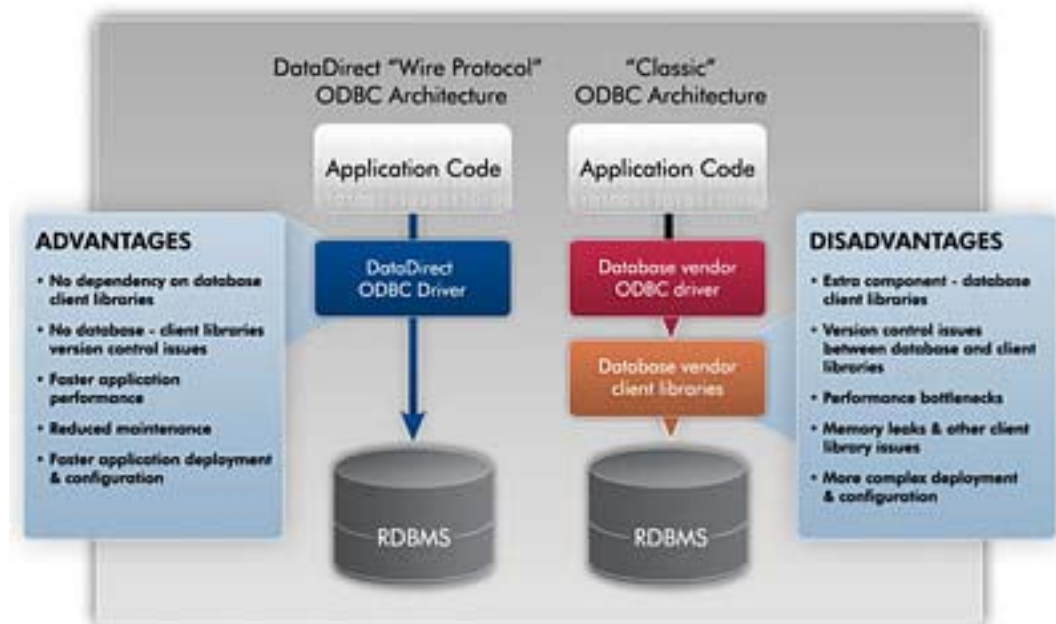 DataDirect "Wire Protocol"
ODBC Architecture
"Classic"
ODBC Architecture
Application Code
Application Code
ADVANTAGES
• No dependency on database
client libraries
• No database - client libraries
version control issues
• Faster application
performance
• Reduced maintenance
• Faster application deployment
& configuration
DataDirect
ODBC Driver
Database vendor
ODBC driver
Database vendor
client libraries
RDBMS
RDBMS
DISADVANTAGES
• Extra component - database
client libraries
• Version control issues
between database and client
libraries
• Performance bottlenecks
• Memory leaks & other client
library issues
• More complex deployment
& configuration